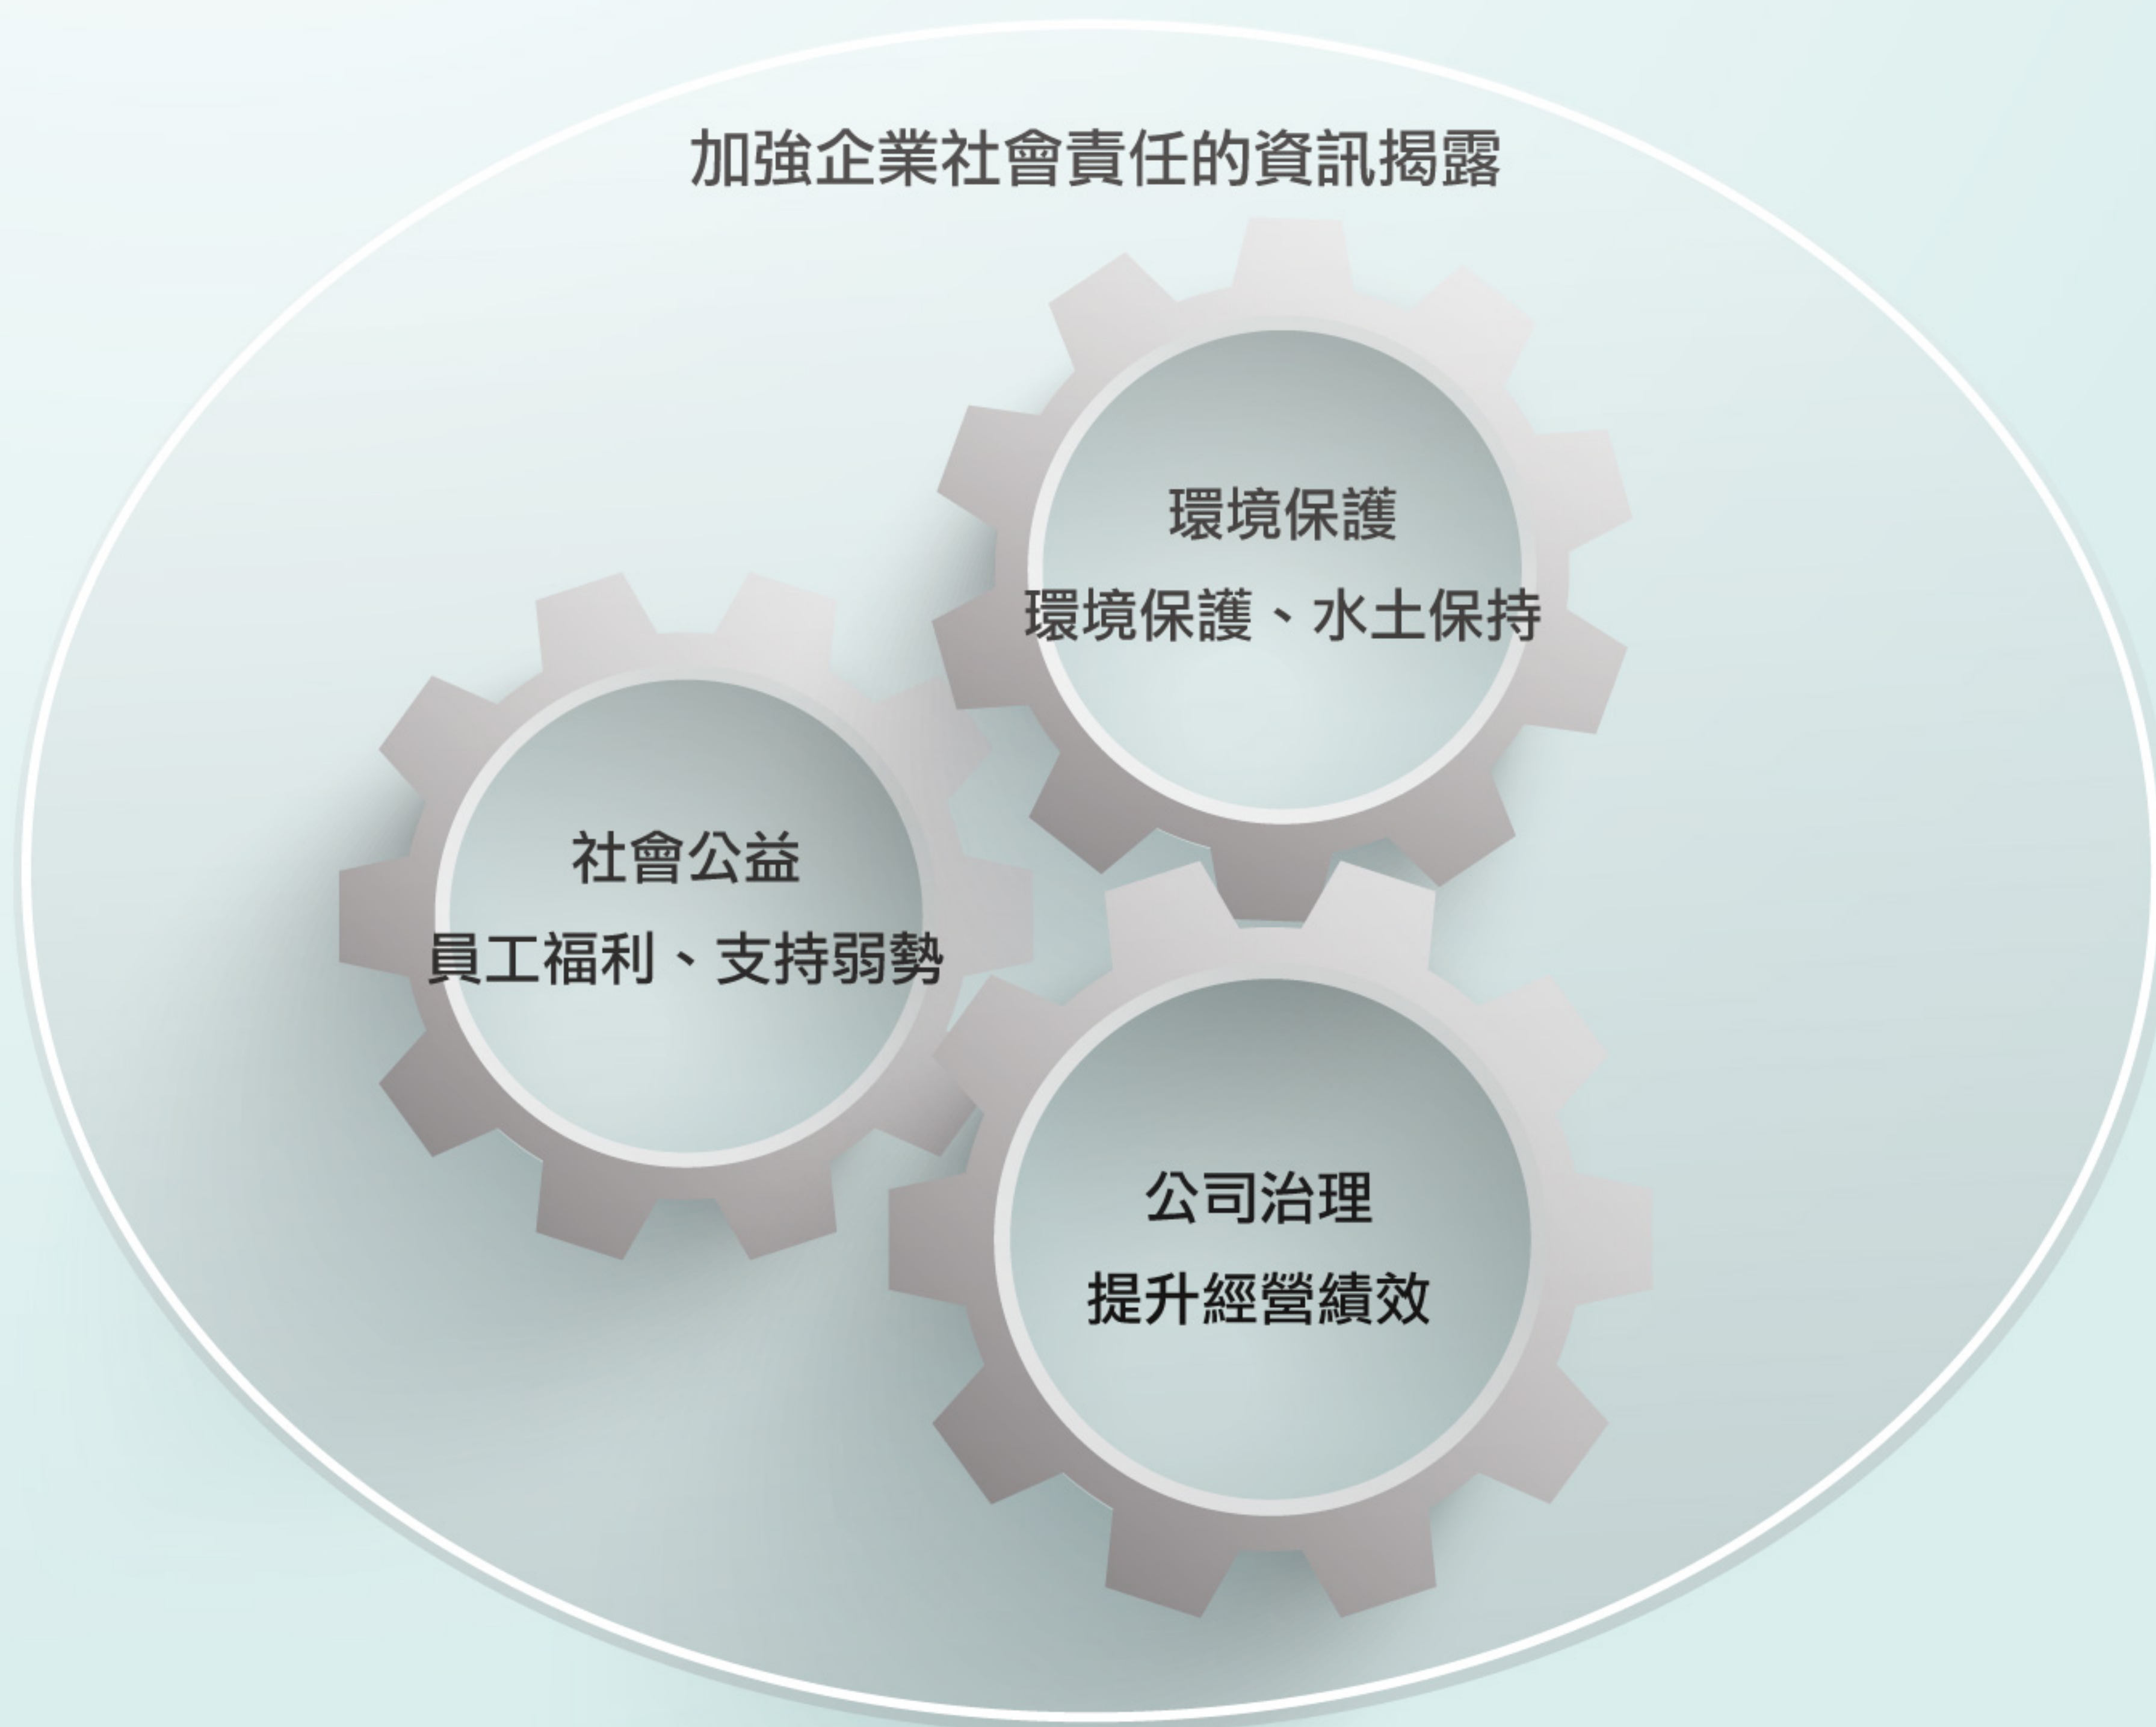 加強企業社會責任的資訊揭露
環境保護
環境保護、水土保持
社會公益
員工福利、支持弱勢
公司治理
提升經營績效